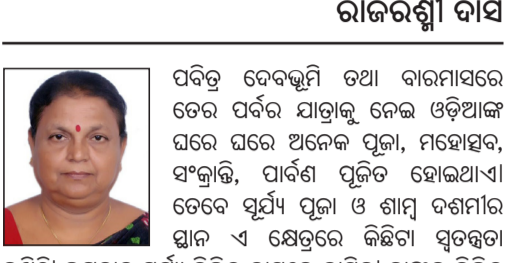 ରାଜରଶ୍ମୀ ଦାସ
ପବିତ୍ର ଦେବଭୂମି ତଥା ବାରମାସରେ
ତେର ପର୍ବର ଯାତ୍ରାକୁ ନେଇ ଓଡ଼ିଆଙ୍କ
ଘରେ ଘରେ ଅନେକ ପୂଜା, ମହୋତ୍ସବ,
ସଂକ୍ରାନ୍ତି, ପାର୍ବଣ ପୂଜିତ ହୋଇଥାଏ।
ତେବେ ସୂର୍ଯ୍ୟ ପୂଜା ଓ ଶାମ୍ବ ଦଶମୀର
ସ୍ଥାନ ଏ କ୍ଷେତ୍ରରେ କିଛିଟା ସ୍ୱତନ୍ତ୍ରତା